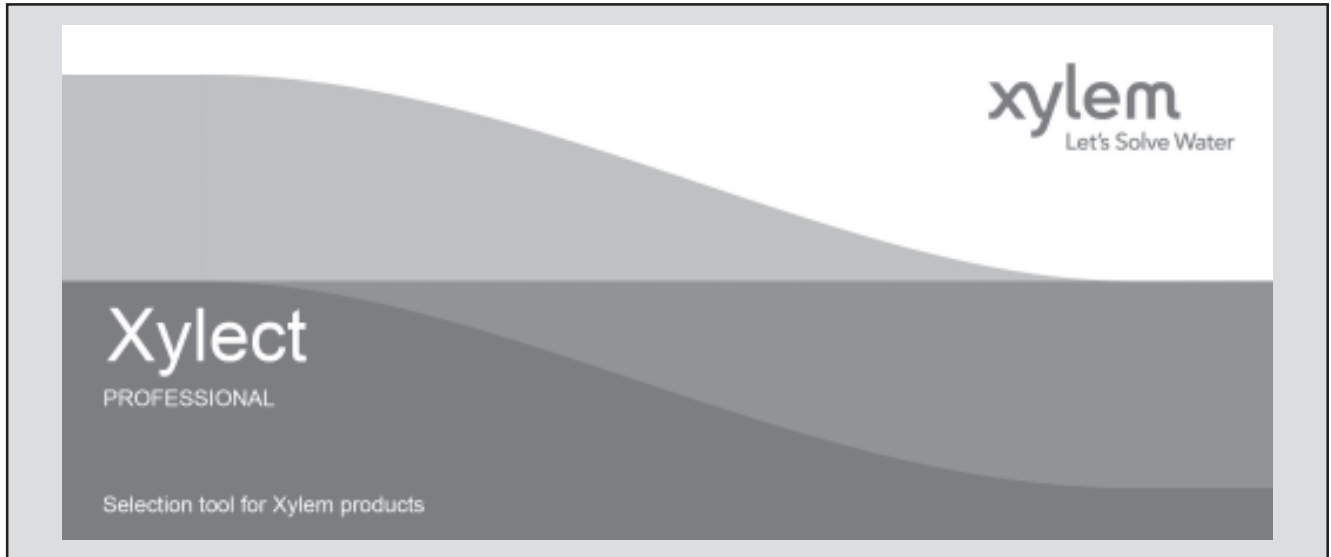 xylem
Let's Solve Water
Xylect
PROFESSIONAL
Selection tool for Xylem products